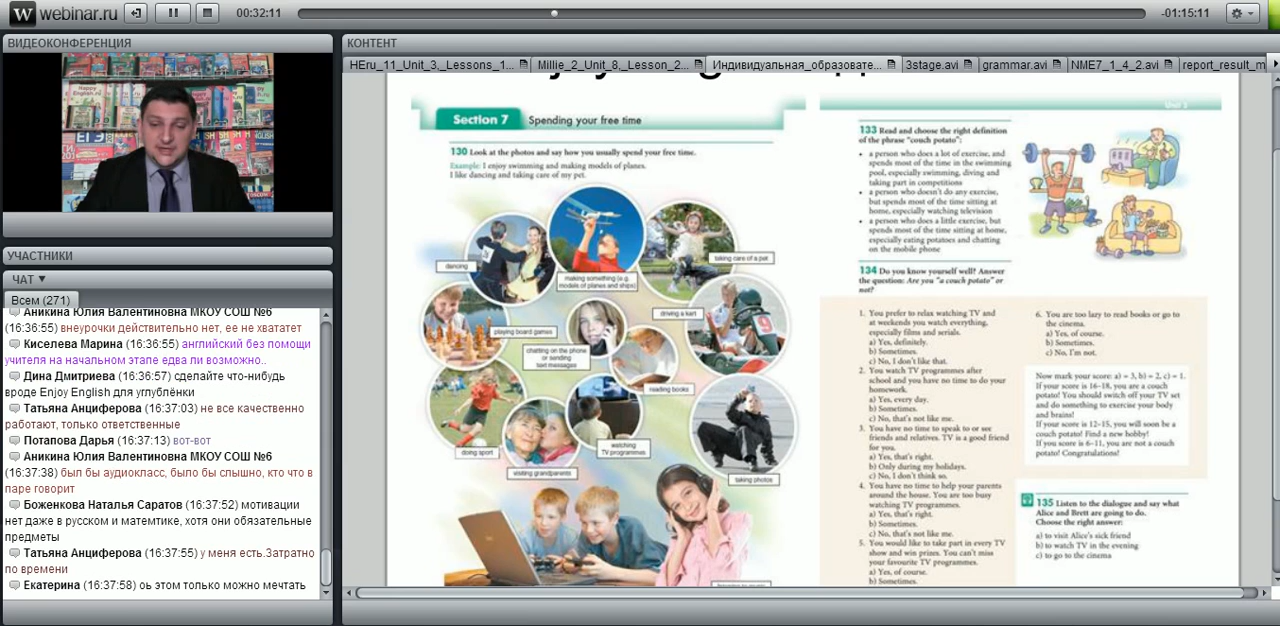 webinar.ru
00:32:11
-01:15:11
ВИДЕОКОНФЕРЕНЦИЯ
УЧАСТНИКИ
ЧАТ
Всем (271)
Аникина Юлия Валентиновна МКОУ СОШ №6
(16:36:55) внеурочки действительно нет, ее не хвататет
Киселева Марина (16:36:55) английский без помощи
учителя на начальном этапе едва ли возможно..
Дина Дмитриева (16:36:57) сделайте что-нибудь
вроде Enjoy English для углублёнки
Татьяна Анциферова (16:37:03) не все качественно
работают, только ответственные
Потапова Дарья (16:37:13) вот-вот
Аникина Юлия Валентиновна МКОУ СОШ №6
(16:37:38) был бы аудиокласс, было бы слышно, кто что в
паре говорит
Боженкова Наталья Саратов (16:37:52) мотивации
нет даже в русском и матемтике, хотя они обязательные
предметы
Татьяна Анциферова (16:37:55) у меня есть.Затратно
по времени
Екатерина (16:37:58) оь этом только можно мечтать
КОНТЕНТ
HEru_11_Unit_3,_Lessons_1...
Millie_2_Unit_8,_Lesson_2...
Индивидуальная_образовате...
3stage.avi
grammar.avi
NME7_1_4_2.avi
report_result_m
Section 7 Spending your free time
130 Look at the photos and say how you usually spend your free time.
Example: I enjoy swimming and making models of planes.
I like dancing and taking care of my pet.
dancing
making something (e.g.
models of planes and ships)
taking care of a pet
playing board games
driving a kart
chatting on the phone
or sending
text messages
reading books
doing sport
watching
TV programmes
visiting grandparents
taking photos
133 Read and choose the right definition
of the phrase "couch potato":
• a person who does a lot of exercise, and
spends most of the time in the swimming
pool, especially swimming, diving and
taking part in competitions
• a person who doesn't do any exercise,
but spends most of the time sitting at
home, especially watching television
• a person who does a little exercise, but
spends most of the time sitting at home,
especially eating potatoes and chatting
on the mobile phone
134 Do you know yourself well? Answer
the question: Are you "a couch potato" or
not?
1. You prefer to relax watching TV and
at weekends you watch everything,
especially films and serials.
a) Yes, definitely.
b) Sometimes.
c) No, I don't like that.
2. You watch TV programmes after
school and you have no time to do your
homework.
a) Yes, every day.
b) Sometimes.
c) No, that's not like me.
3. You have no time to speak to or see
friends and relatives. TV is a good friend
for you.
a) Yes, that's right.
b) Only during my holidays.
c) No, I don't think so.
4. You have no time to help your parents
around the house. You are too busy
watching TV programmes.
a) Yes, that's right.
b) Sometimes.
c) No, that's not like me.
5. You would like to take part in every TV
show and win prizes. You can't miss
your favourite TV programmes.
a) Yes, of course.
b) Sometimes.
6. You are too lazy to read books or go to
the cinema.
a) Yes, of course.
b) Sometimes.
c) No, I'm not.
Now mark your score: a) = 3, b) = 2, c) = 1.
If your score is 16–18, you are a couch
potato! You should switch off your TV set
and do something to exercise your body
and brains!
If your score is 12–15, you will soon be a
couch potato! Find a new hobby!
If your score is 6–11, you are not a couch
potato! Congratulations!
135 Listen to the dialogue and say what
Alice and Brett are going to do.
Choose the right answer:
a) to visit Alice's sick friend
b) to watch TV in the evening
c) to go to the cinema